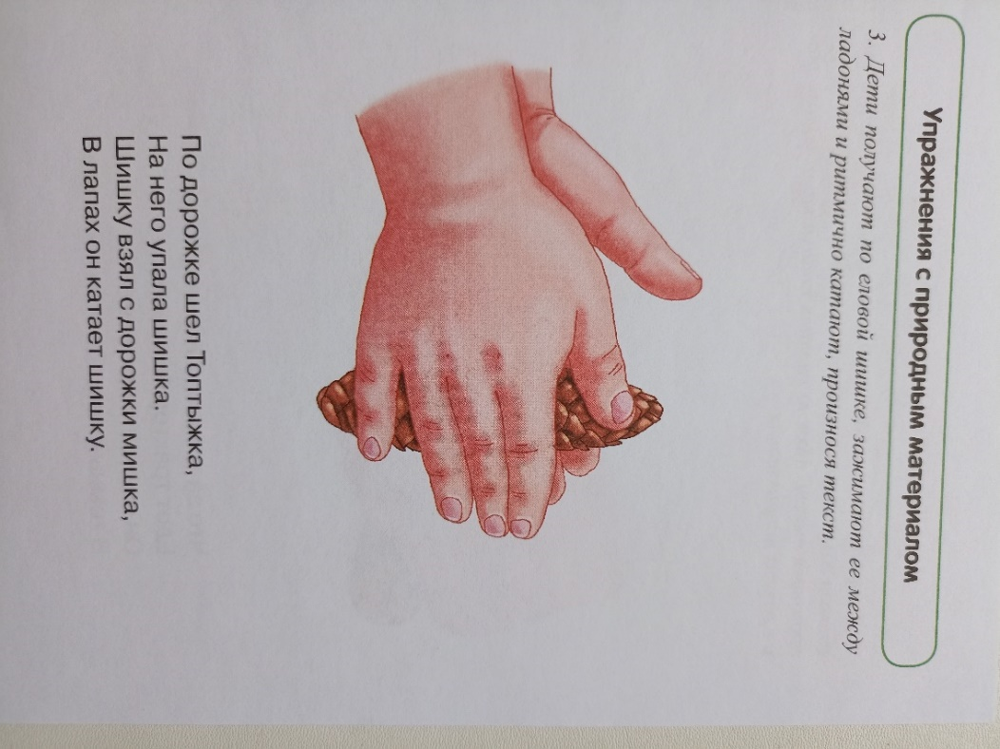 Упражнения с природным материалом
3. Дети получают по еловой шишке, зажимают ее между
ладонями и ритмично катают, произнося текст.
По дорожке шел Топтыжка,
На него упала шишка.
Шишку взял с дорожки мишка,
В лапах он катает шишку.